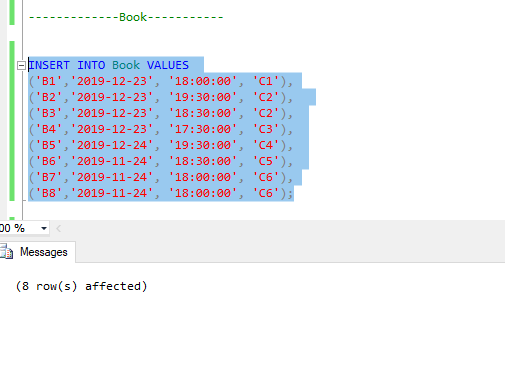 -------------Book-----------
INSERT INTO Book VALUES
('B1','2019-12-23', '18:00:00', 'C1'),
('B2','2019-12-23', '19:30:00', 'C2'),
('B3','2019-12-23', '18:30:00', 'C2'),
('B4','2019-12-23', '17:30:00', 'C3'),
('B5','2019-12-24', '19:30:00', 'C4'),
('B6','2019-11-24', '18:30:00', 'C5'),
('B7','2019-11-24', '18:00:00', 'C6'),
('B8','2019-11-24', '18:00:00', 'C6');
00 %
Messages
(8 row(s) affected)